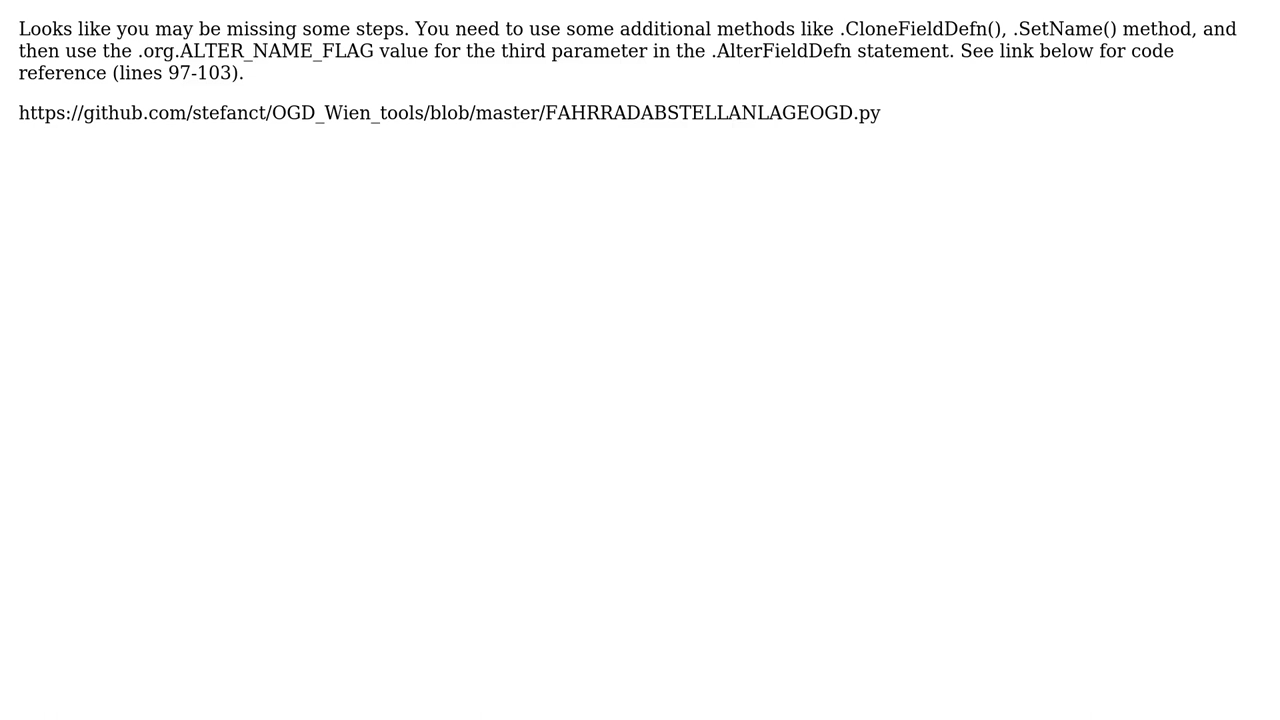 Looks like you may be missing some steps. You need to use some additional methods like .CloneFieldDefn(), .SetName() method, and
then use the .org.ALTER_NAME_FLAG value for the third parameter in the .AlterFieldDefn statement. See link below for code
reference (lines 97-103).
https://github.com/stefanct/OGD_Wien_tools/blob/master/FAHRRADABSTELLANLAGEOGD.py